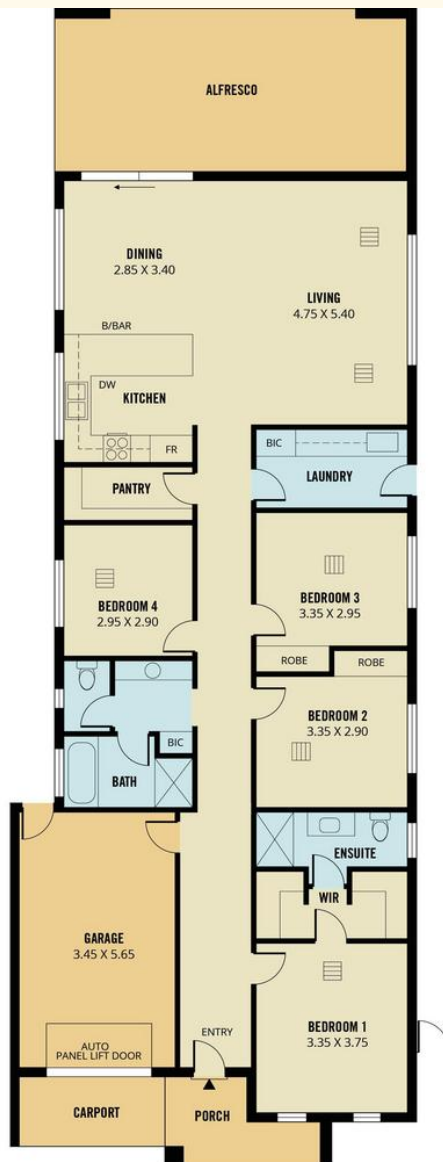 ALFRESCO
DINING
2.85 X 3.40
LIVING
4.75 X 5.40
B/BAR
DW
KITCHEN
FR
BIC
LAUNDRY
PANTRY
BEDROOM 4
2.95 X 2.90
BEDROOM 3
3.35 X 2.95
ROBE
ROBE
BEDROOM 2
3.35 X 2.90
BIC
BATH
ENSUITE
WIR
GARAGE
3.45 X 5.65
AUTO
PANEL LIFT DOOR
ENTRY
BEDROOM 1
3.35 X 3.75
CARPORT
PORCH